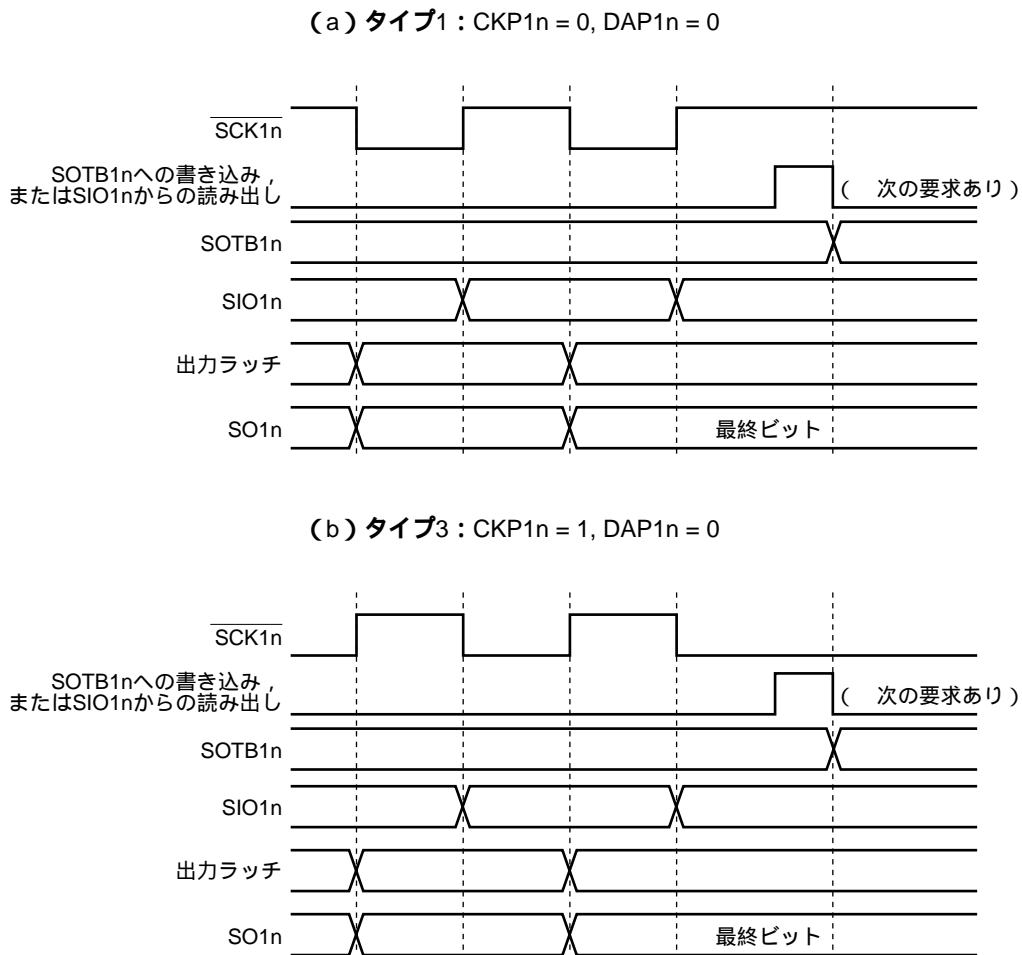 （a）タイプ1：CKP1n = 0, DAP1n = 0
SCK1n
SOTB1nへの書き込み，
またはSIO1nからの読み出し
（　次の要求あり）
SOTB1n
SIO1n
出力ラッチ
SO1n
最終ビット
（b）タイプ3：CKP1n = 1, DAP1n = 0
SCK1n
SOTB1nへの書き込み，
またはSIO1nからの読み出し
（　次の要求あり）
SOTB1n
SIO1n
出力ラッチ
SO1n
最終ビット